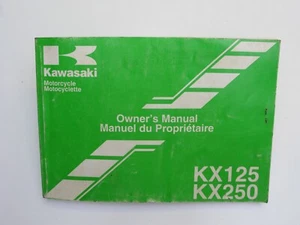 Kawasaki
Motorcycle
Motocyclette
Owner's Manual
Manuel du Propriétaire
KX125
KX250